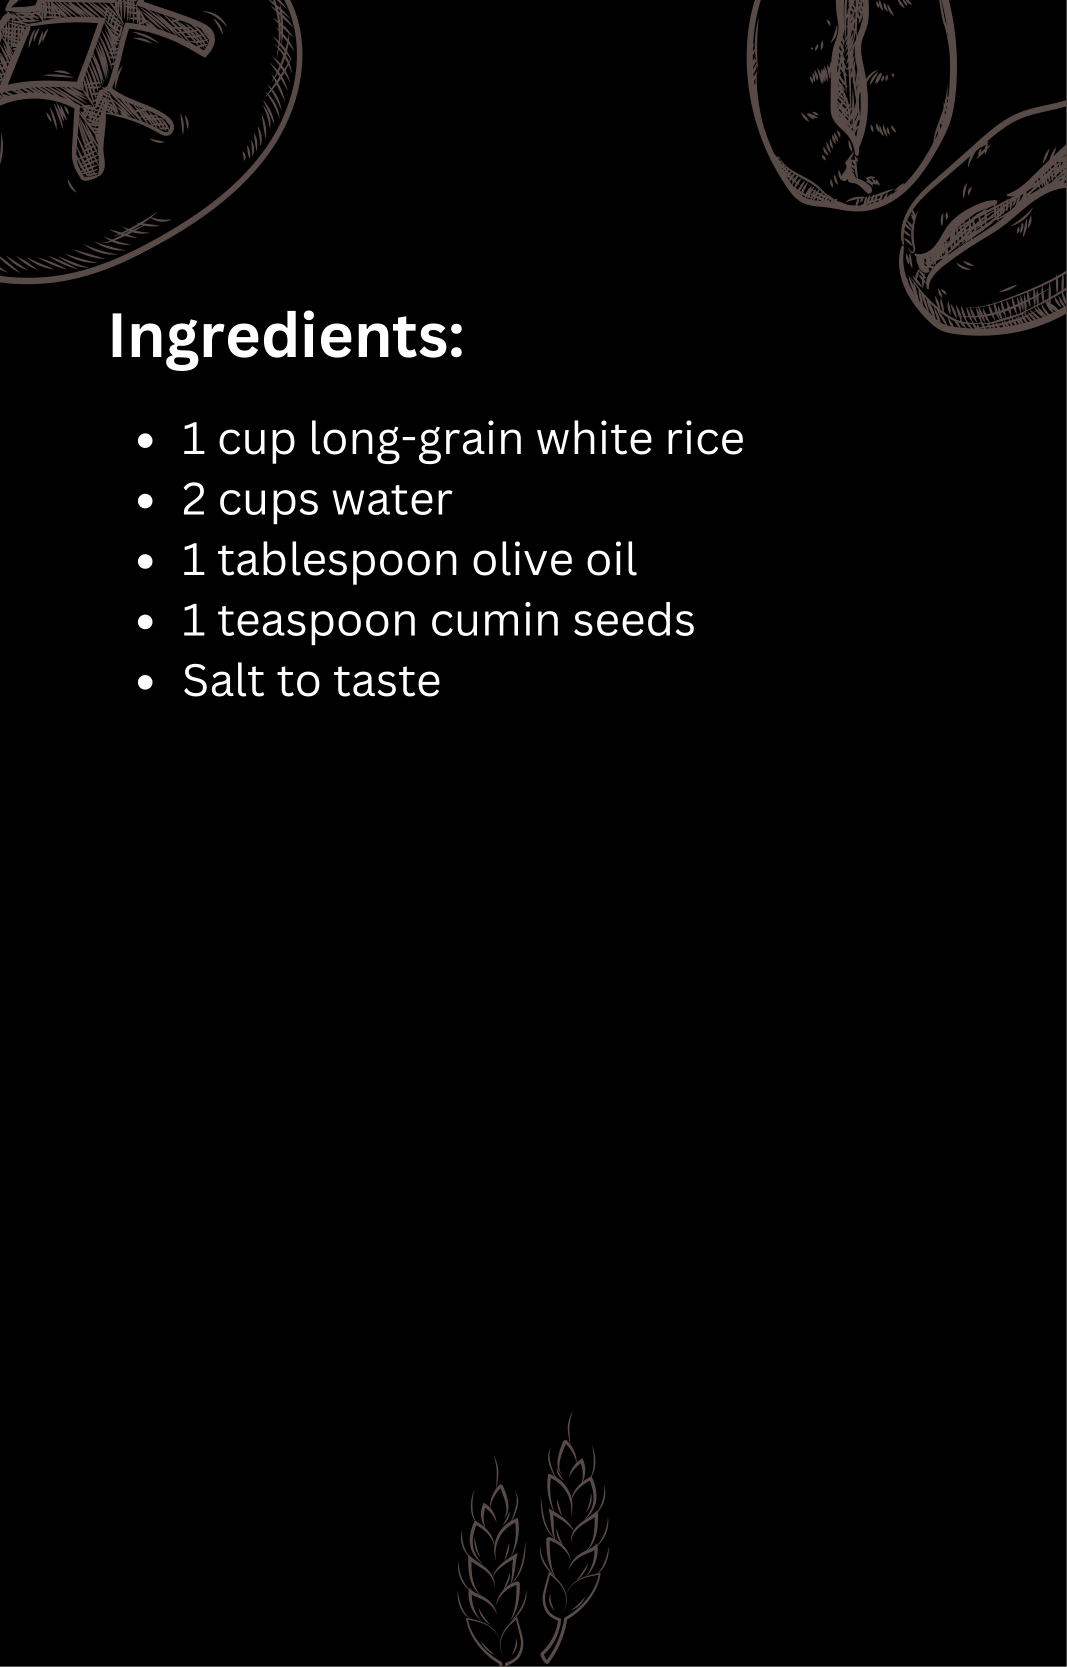 Ingredients:
• 1 cup long-grain white rice
• 2 cups water
• 1 tablespoon olive oil
• 1 teaspoon cumin seeds
• Salt to taste